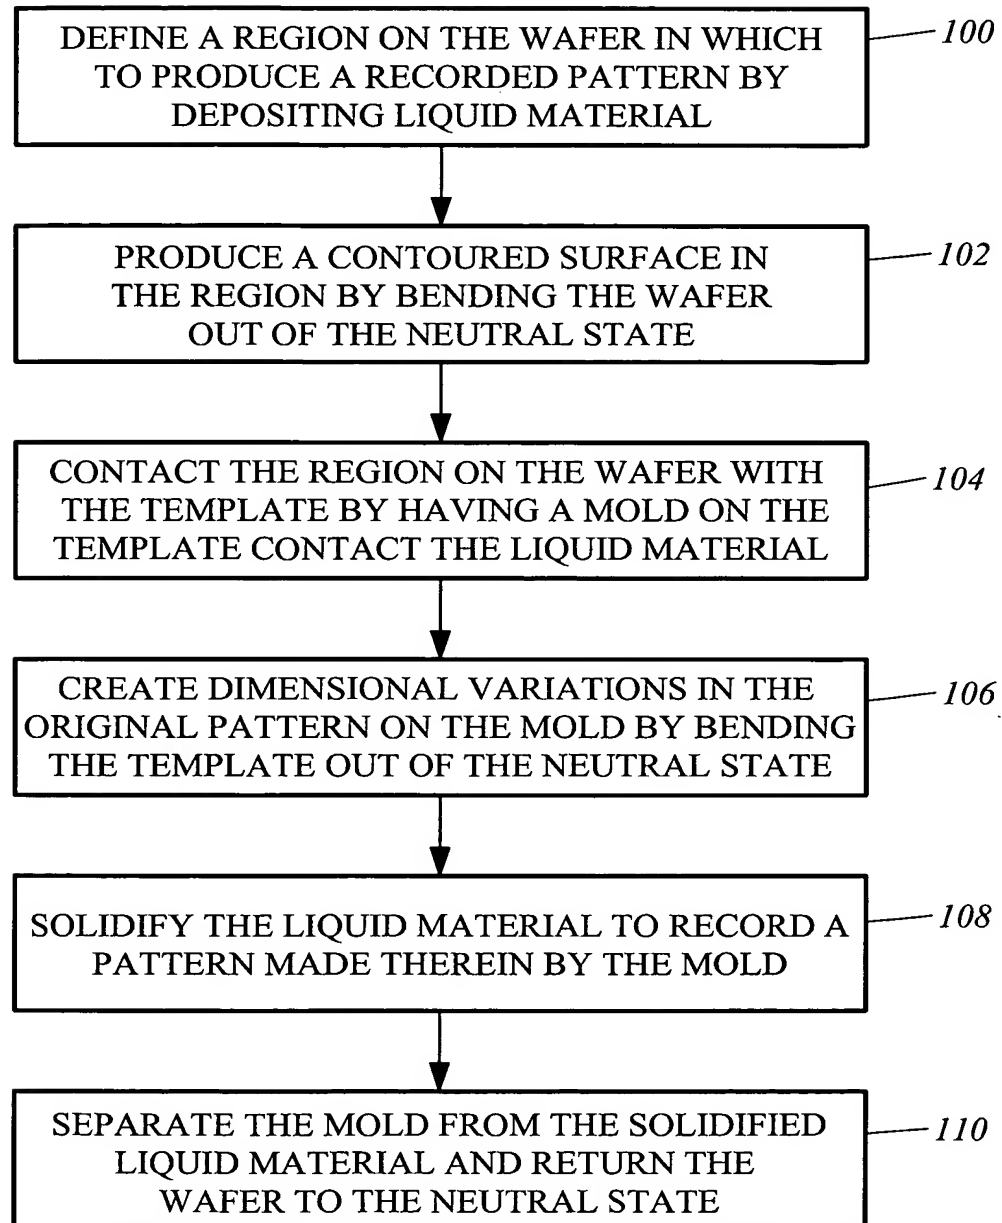 DEFINE A REGION ON THE WAFER IN WHICH
TO PRODUCE A RECORDED PATTERN BY
DEPOSITING LIQUID MATERIAL
100
PRODUCE A CONTOURED SURFACE IN
THE REGION BY BENDING THE WAFER
OUT OF THE NEUTRAL STATE
102
CONTACT THE REGION ON THE WAFER WITH
THE TEMPLATE BY HAVING A MOLD ON THE
TEMPLATE CONTACT THE LIQUID MATERIAL
104
CREATE DIMENSIONAL VARIATIONS IN THE
ORIGINAL PATTERN ON THE MOLD BY BENDING
THE TEMPLATE OUT OF THE NEUTRAL STATE
106
SOLIDIFY THE LIQUID MATERIAL TO RECORD A
PATTERN MADE THEREIN BY THE MOLD
108
SEPARATE THE MOLD FROM THE SOLIDIFIED
LIQUID MATERIAL AND RETURN THE
WAFER TO THE NEUTRAL STATE
110